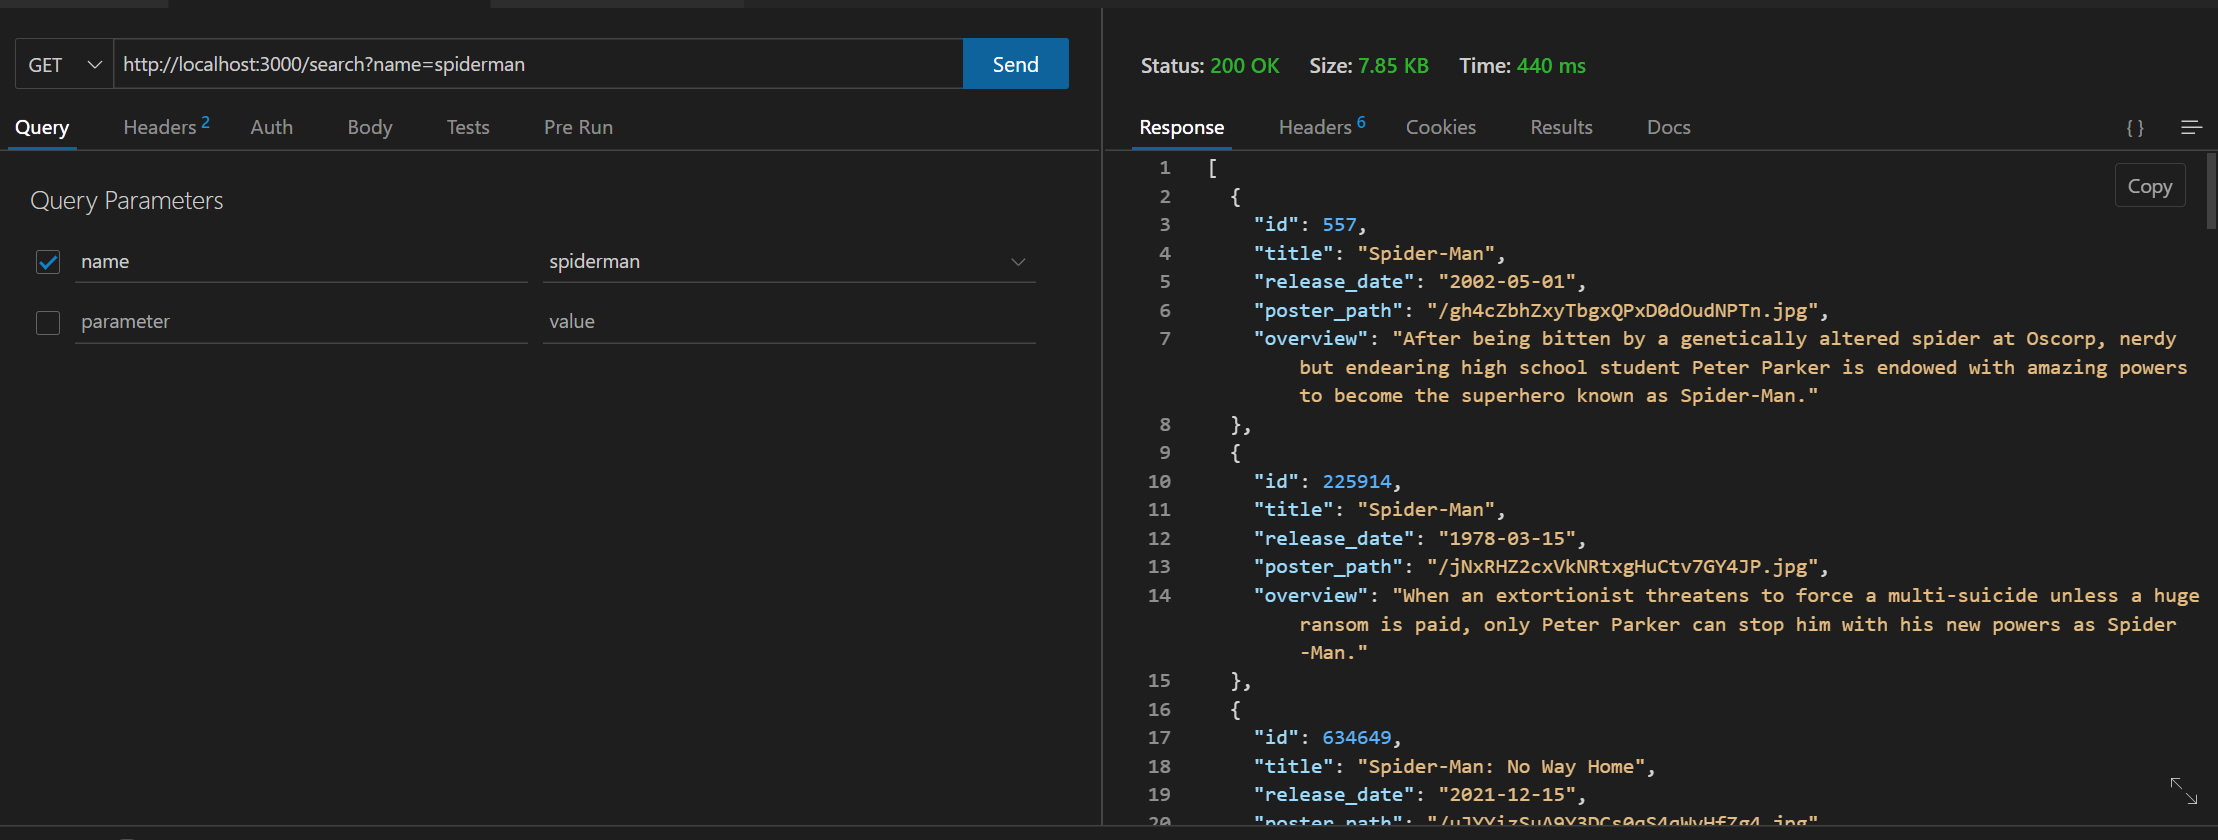 GET http://localhost:3000/search?name=spiderman Send
Query Headers 2 Auth Body Tests Pre Run
Query Parameters
name spiderman
parameter value
Status: 200 OK Size: 7.85 KB Time: 440 ms
Response Headers 6 Cookies Results Docs { }
Copy
1 [
2 {
3 "id": 557,
4 "title": "Spider-Man",
5 "release_date": "2002-05-01",
6 "poster_path": "/gh4cZbhZxyTbgxQPxD0dOudNPTn.jpg",
7 "overview": "After being bitten by a genetically altered spider at Oscorp, nerdy
but endearing high school student Peter Parker is endowed with amazing powers
to become the superhero known as Spider-Man."
8 },
9 {
10 "id": 225914,
11 "title": "Spider-Man",
12 "release_date": "1978-03-15",
13 "poster_path": "/jNxRHZ2cxVkNRtxgHuCtv7GY4JP.jpg",
14 "overview": "When an extortionist threatens to force a multi-suicide unless a huge
ransom is paid, only Peter Parker can stop him with his new powers as Spider
-Man."
15 },
16 {
17 "id": 634649,
18 "title": "Spider-Man: No Way Home",
19 "release_date": "2021-12-15",
20 "poster_path":